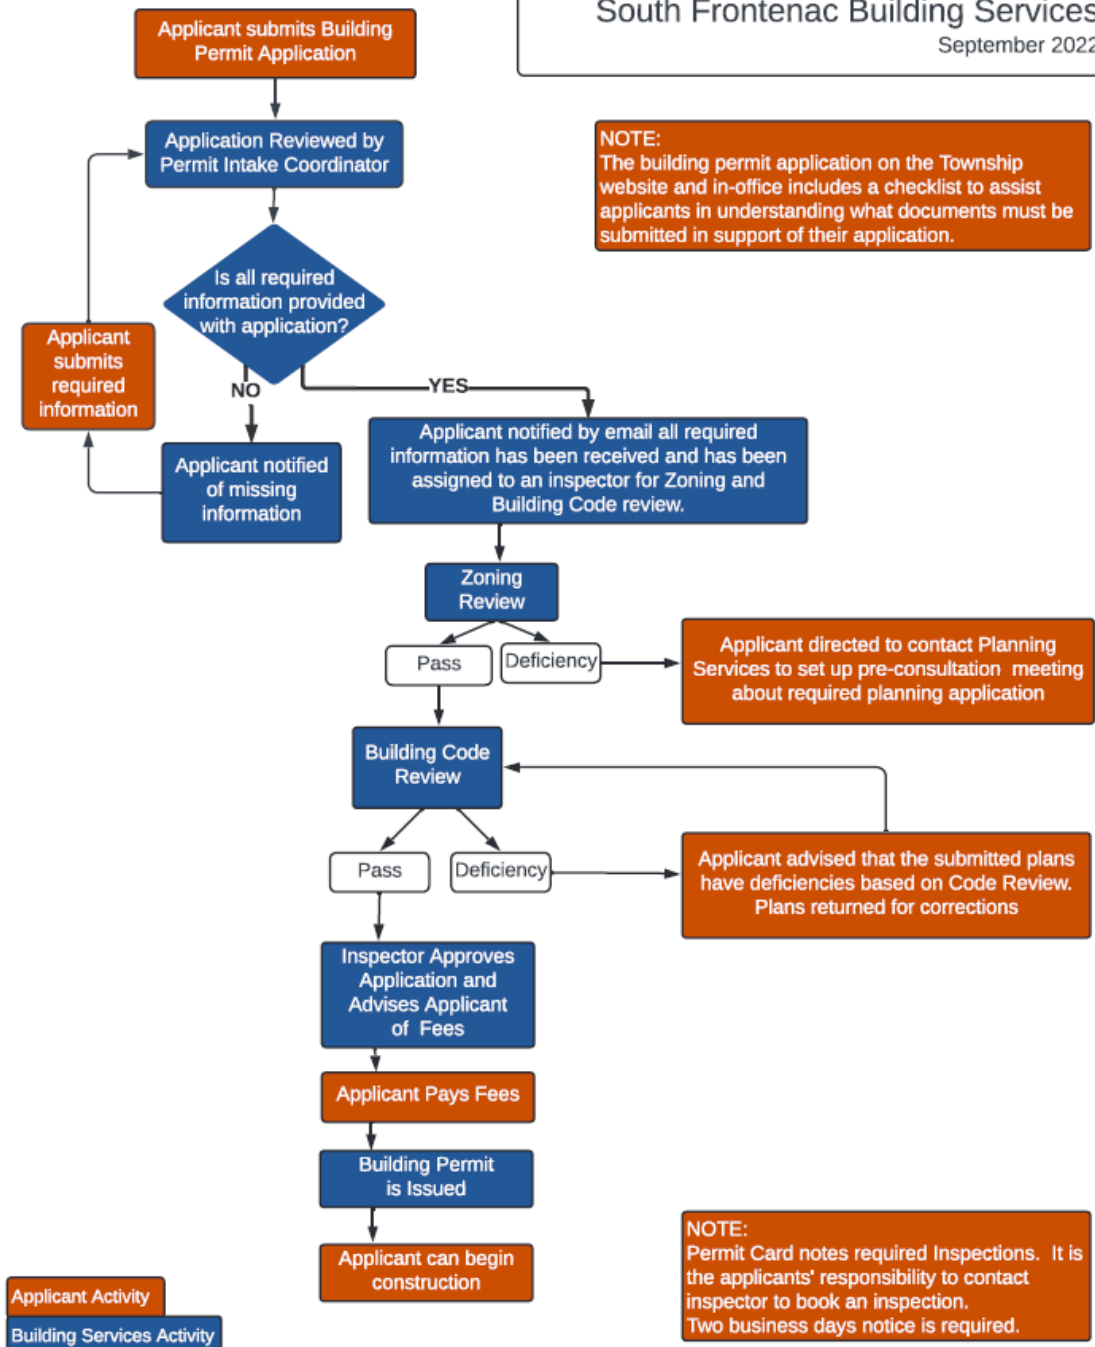 South Frontenac Building Services
September 2022
Applicant submits Building
Permit Application
Application Reviewed by
Permit Intake Coordinator
NOTE:
The building permit application on the Township
website and in-office includes a checklist to assist
applicants in understanding what documents must be
submitted in support of their application.
Is all required
information provided
with application?
Applicant
submits
required
information
NO
YES
Applicant notified
of missing
information
Applicant notified by email all required
information has been received and has been
assigned to an inspector for Zoning and
Building Code review.
Zoning
Review
Pass
Deficiency
Applicant directed to contact Planning
Services to set up pre-consultation meeting
about required planning application
Building Code
Review
Pass
Deficiency
Applicant advised that the submitted plans
have deficiencies based on Code Review.
Plans returned for corrections
Inspector Approves
Application and
Advises Applicant
of Fees
Applicant Pays Fees
Building Permit
is Issued
Applicant can begin
construction
NOTE:
Permit Card notes required Inspections. It is
the applicants' responsibility to contact
inspector to book an inspection.
Two business days notice is required.
Applicant Activity
Building Services Activity